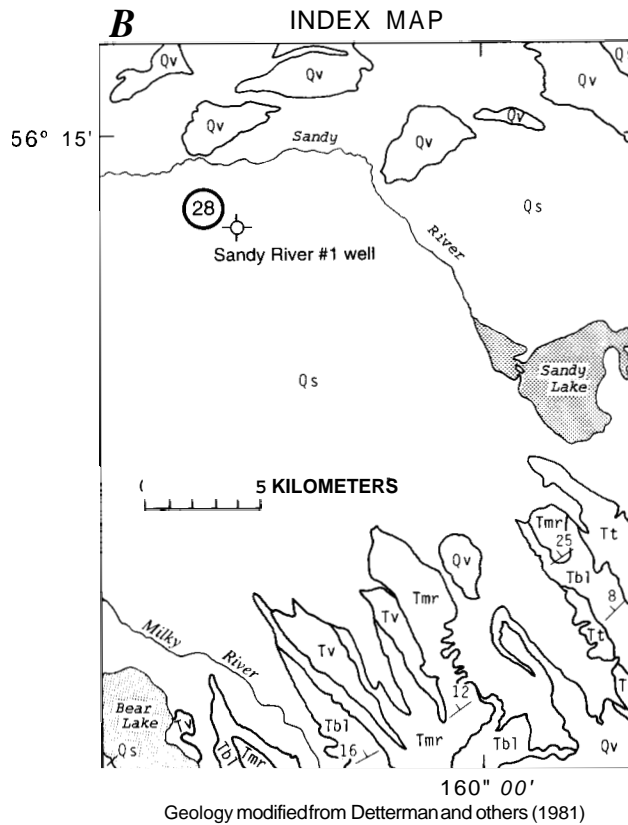 B INDEX MAP
Qv
Qv
Qs
Qv
56° 15'
Qv
Sandy
Qv
Qv
28
Qs
Sandy River #1 well
River
Qs
Sandy
Lake
( 5 KILOMETERS
Tmr
25
Tt
Qv
Tbl
Tmr
8
Tv
Tv
Tt
Milky
River
T
12
Bear
Lake
Tv
Tbl
Tmr
Tbl
Qv
Qs
Tbl
Tmr
16
160" 00'
Geology modified from Detterman and others (1981)